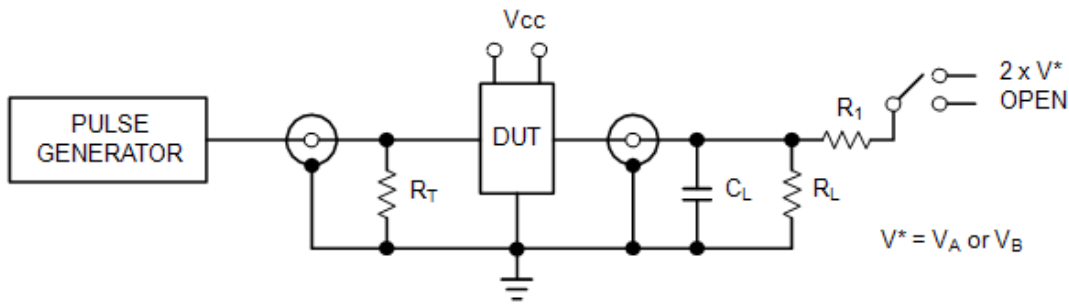 Vcc
2 x V*
OPEN
R1
PULSE
GENERATOR
DUT
RT
CL
RL
V* = VA or VB